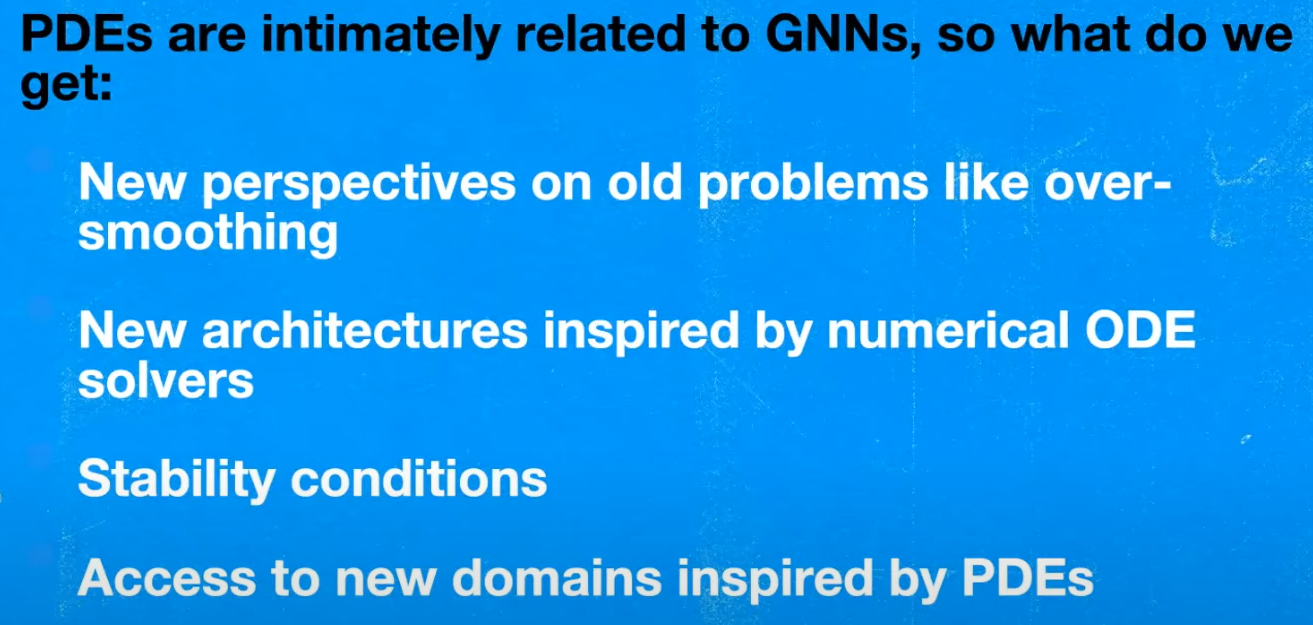 PDEs are intimately related to GNNs, so what do we
get:
New perspectives on old problems like over-
smoothing
New architectures inspired by numerical ODE
solvers
Stability conditions
Access to new domains inspired by PDEs